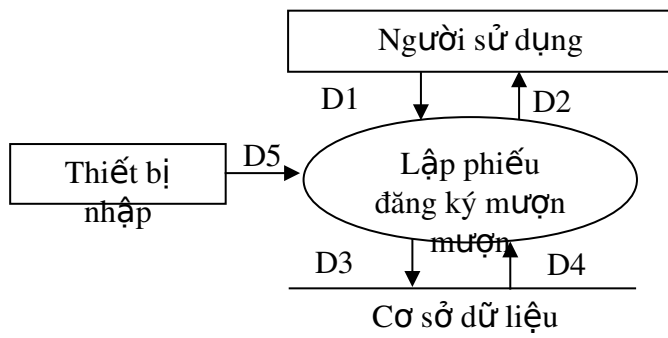 Người sử dụng
D1
D2
Thiết bị
nhập
D5
Lập phiếu
đăng ký mượn
mượn
D3
D4
Cơ sở dữ liệu